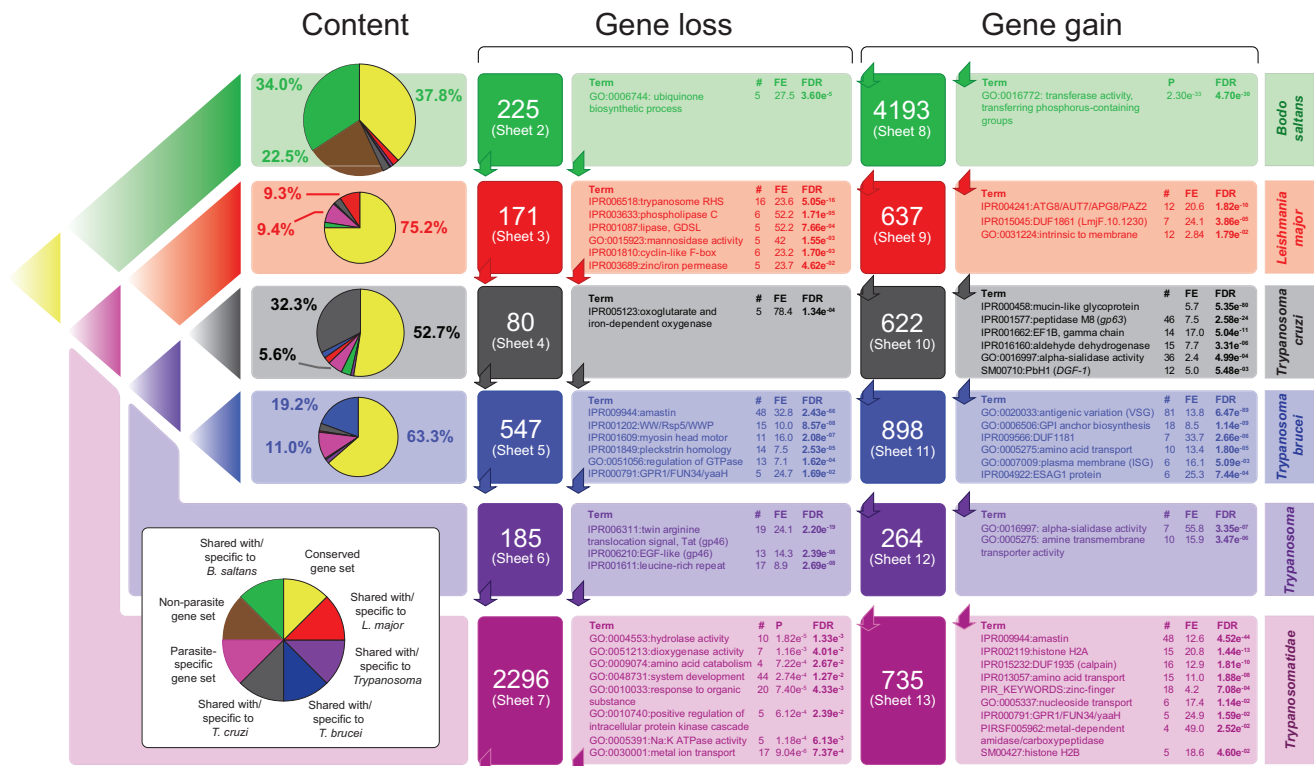 Content
Gene loss
Gene gain
34.0%
37.8%
22.5%
225
(Sheet 2)
Term # FE FDR
GO:0006744: ubiquinone 5 27.5 3.60e⁻⁵
biosynthetic process
4193
(Sheet 8)
Term P FDR
GO:0016772: transferase activity, 2.30e⁻³³ 4.70e⁻³⁰
transferring phosphorus-containing
groups
Bodo
saltans
9.3%
9.4%
75.2%
171
(Sheet 3)
Term # FE FDR
IPR006518:trypanosome RHS 16 23.6 5.05e⁻¹⁶
IPR003633:phospholipase C 6 52.2 1.71e⁻⁰⁵
IPR001087:lipase, GDSL 5 52.2 7.66e⁻⁰⁴
GO:0015923:mannosidase activity 5 42 1.55e⁻⁰³
IPR001810:cyclin-like F-box 6 23.2 1.70e⁻⁰³
IPR003689:zinc/iron permease 5 23.7 4.62e⁻⁰²
637
(Sheet 9)
Term # FE FDR
IPR004241:ATG8/AUT7/APG8/PAZ2 12 20.6 1.82e⁻¹⁰
IPR015045:DUF1861 (LmjF.10.1230) 7 24.1 3.86e⁻⁰⁵
GO:0031224:intrinsic to membrane 12 2.84 1.79e⁻⁰²
Leishmania
major
32.3%
5.6%
52.7%
80
(Sheet 4)
Term # FE FDR
IPR005123:oxoglutarate and 5 78.4 1.34e⁻⁰⁴
iron-dependent oxygenase
622
(Sheet 10)
Term # FE FDR
IPR000458:mucin-like glycoprotein 5.7 5.35e⁻⁸⁰
IPR001577:peptidase M8 (gp63) 46 7.5 2.58e⁻²⁴
IPR001662:EF1B, gamma chain 14 17.0 5.04e⁻¹¹
IPR016160:aldehyde dehydrogenase 15 7.7 3.31e⁻⁰⁶
GO:0016997:alpha-sialidase activity 36 2.4 4.99e⁻⁰⁴
SM00710:PbH1 (DGF-1) 12 5.0 5.48e⁻⁰³
Trypanosoma
cruzi
19.2%
11.0%
63.3%
547
(Sheet 5)
Term # FE FDR
IPR009944:amastin 48 32.8 2.43e⁻⁶⁶
IPR001202:WW/Rsp5/WWP 15 10.0 8.57e⁻⁰⁸
IPR001609:myosin head motor 11 16.0 2.08e⁻⁰⁷
IPR001849:pleckstrin homology 14 7.5 2.53e⁻⁰⁵
GO:0051056:regulation of GTPase 13 7.1 1.62e⁻⁰⁴
IPR000791:GPR1/FUN34/yaaH 5 24.7 1.69e⁻⁰²
898
(Sheet 11)
Term # FE FDR
GO:0020033:antigenic variation (VSG) 81 13.8 6.47e⁻⁸⁹
GO:0006506:GPI anchor biosynthesis 18 8.5 1.14e⁻⁰⁹
IPR009566:DUF1181 7 33.7 2.66e⁻⁰⁶
GO:0005275:amino acid transport 10 13.4 1.80e⁻⁰⁵
GO:0007009:plasma membrane (ISG) 6 16.1 5.09e⁻⁰³
IPR004922:ESAG1 protein 6 25.3 7.44e⁻⁰⁴
Trypanosoma
brucei
185
(Sheet 6)
Term # FE FDR
IPR006311:twin arginine 19 24.1 2.20e⁻¹⁹
translocation signal, Tat (gp46)
IPR006210:EGF-like (gp46) 13 14.3 2.39e⁻⁰⁸
IPR001611:leucine-rich repeat 17 8.9 2.69e⁻⁰⁸
264
(Sheet 12)
Term # FE FDR
GO:0016997: alpha-sialidase activity 7 55.8 3.35e⁻⁰⁷
GO:0005275: amine transmembrane 10 15.9 3.47e⁻⁰⁶
transporter activity
Trypanosoma
2296
(Sheet 7)
Term # P FDR
GO:0004553:hydrolase activity 10 1.82e⁻⁵ 1.33e⁻³
GO:0051213:dioxygenase activity 7 1.16e⁻³ 4.01e⁻²
GO:0009074:amino acid catabolism 4 7.22e⁻⁴ 2.67e⁻²
GO:0048731:system development 44 2.74e⁻⁴ 1.27e⁻²
GO:0010033:response to organic 20 7.40e⁻⁵ 4.33e⁻³
substance
GO:0010740:positive regulation of 5 6.12e⁻⁴ 2.39e⁻²
intracellular protein kinase cascade
GO:0005391:Na:K ATPase activity 5 1.18e⁻⁴ 6.13e⁻³
GO:0030001:metal ion transport 17 9.04e⁻⁶ 7.37e⁻⁴
735
(Sheet 13)
Term # FE FDR
IPR009944:amastin 48 12.6 4.52e⁻⁴⁴
IPR002119:histone H2A 15 20.8 1.44e⁻¹³
IPR015232:DUF1935 (calpain) 16 12.9 1.81e⁻¹⁰
IPR013057:amino acid transport 15 11.0 1.88e⁻⁰⁸
PIR_KEYWORDS:zinc-finger 18 4.2 7.08e⁻⁰⁴
GO:0005337:nucleoside transport 6 17.4 1.14e⁻⁰²
IPR000791:GPR1/FUN34/yaaH 5 24.9 1.59e⁻⁰²
PIRSF005962:metal-dependent 4 49.0 2.52e⁻⁰²
amidase/carboxypeptidase
SM00427:histone H2B 5 18.6 4.60e⁻⁰²
Trypanosomatidae
Shared with/
specific to
B. saltans
Conserved
gene set
Non-parasite
gene set
Shared with/
specific to
L. major
Parasite-
specific
gene set
Shared with/
specific to
Trypanosoma
Shared with/
specific to
T. cruzi
Shared with/
specific to
T. brucei